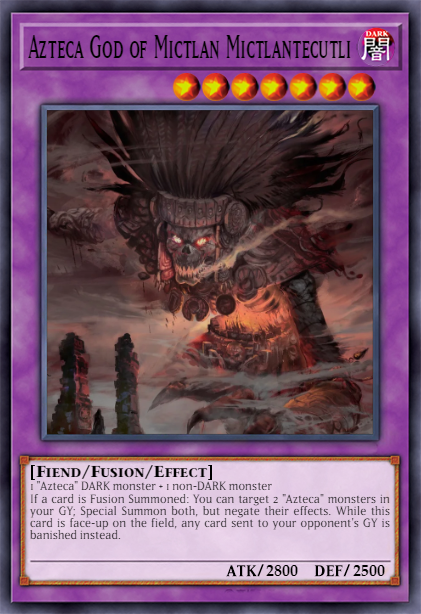 Azteca God of Mictlan Mictlantecutli
DARK
闇
[Fiend/Fusion/Effect]
1 "Azteca" DARK monster + 1 non-DARK monster
If a card is Fusion Summoned: You can target 2 "Azteca" monsters in
your GY; Special Summon both, but negate their effects. While this
card is face-up on the field, any card sent to your opponent's GY is
banished instead.
ATK/2800 DEF/2500